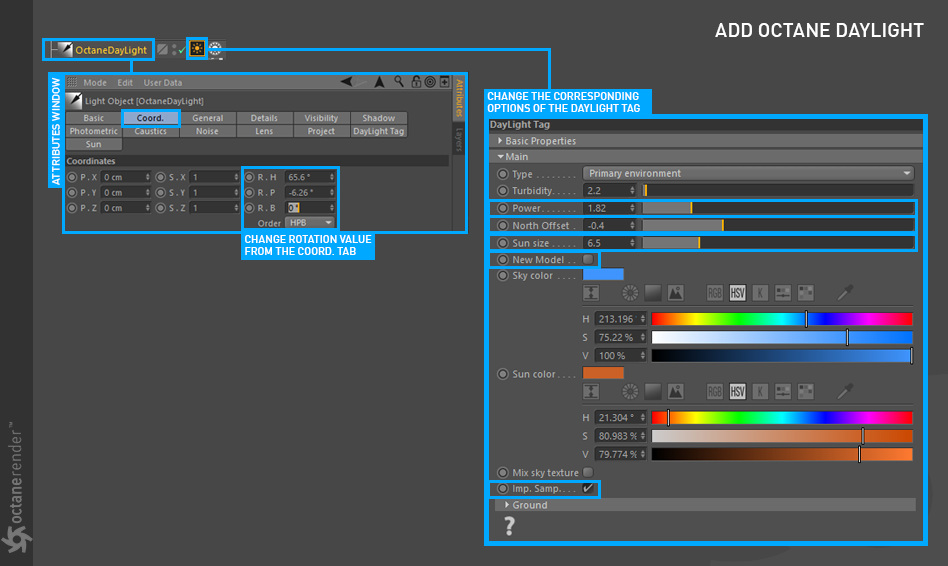 ADD OCTANE DAYLIGHT
OctaneDayLight
ATTRIBUTES WINDOW
Mode Edit User Data
Light Object [OctaneDayLight]
Basic Coord. General Details Visibility Shadow
Photometric Caustics Noise Lens Project DayLight Tag
Sun
Coordinates
P . X 0 cm S . X 1 R . H 65.6 °
P . Y 0 cm S . Y 1 R . P -6.26 °
P . Z 0 cm S . Z 1 R . B 0 °
Order HPB
Attributes
Layers
CHANGE ROTATION VALUE
FROM THE COORD. TAB
CHANGE THE CORRESPONDING
OPTIONS OF THE DAYLIGHT TAG
DayLight Tag
Basic Properties
Main
Type . . . . . . . . Primary environment
Turbidity. . . . 2.2
Power. . . . . . . 1.82
North Offset . -0.4
Sun size . . . . . 6.5
New Model . .
Sky color . . . .
RGB HSV K
H 213.196
S 75.22 %
V 100 %
Sun color . . . .
RGB HSV K
H 21.304 °
S 80.983 %
V 79.774 %
Mix sky texture
Imp. Samp. . . .
Ground
?
octanerender™